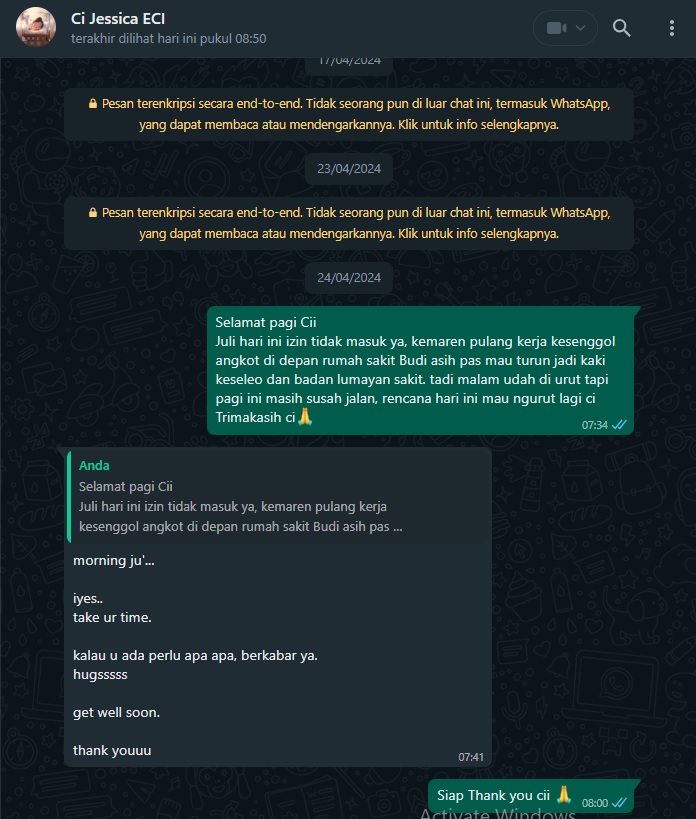 Ci Jessica ECI
terakhir dilihat hari ini pukul 08:50
17/04/2024
Pesan terenkripsi secara end-to-end. Tidak seorang pun di luar chat ini, termasuk WhatsApp,
yang dapat membaca atau mendengarkannya. Klik untuk info selengkapnya.
23/04/2024
Pesan terenkripsi secara end-to-end. Tidak seorang pun di luar chat ini, termasuk WhatsApp,
yang dapat membaca atau mendengarkannya. Klik untuk info selengkapnya.
24/04/2024
Selamat pagi Cii
Juli hari ini izin tidak masuk ya, kemaren pulang kerja kesenggol
angkot di depan rumah sakit Budi asih pas mau turun jadi kaki
keseleo dan badan lumayan sakit. tadi malam udah di urut tapi
pagi ini masih susah jalan, rencana hari ini mau ngurut lagi ci
Trimakasih ci🙏
07:34
Anda
Selamat pagi Cii
Juli hari ini izin tidak masuk ya, kemaren pulang kerja
kesenggol angkot di depan rumah sakit Budi asih pas ...
morning ju'...
iyes..
take ur time.
kalau u ada perlu apa apa, berkabar ya.
hugsssss
get well soon.
thank youuu
07:41
Siap Thank you cii 🙏
08:00
Activate Windows